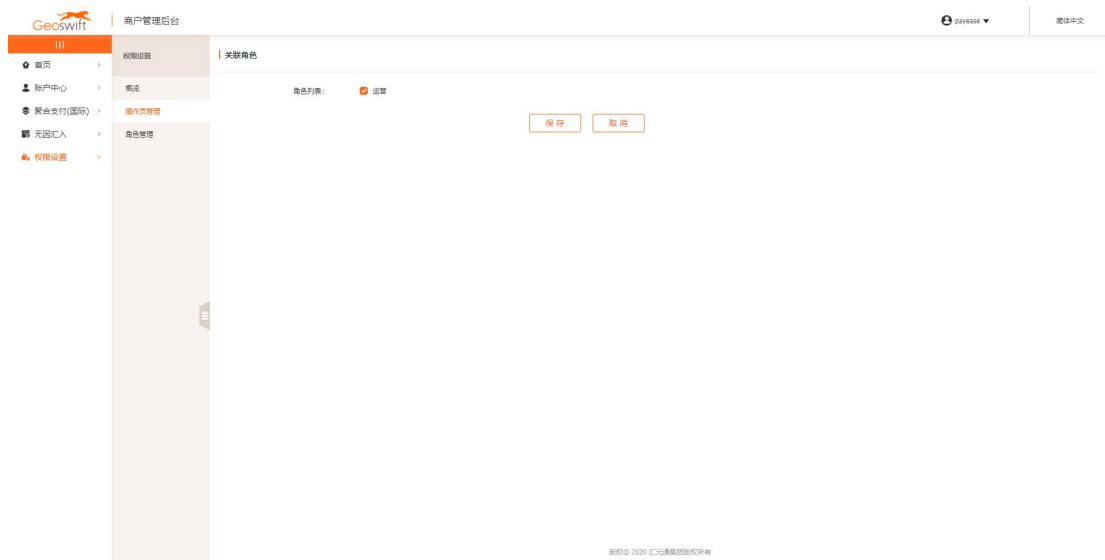 Geoswift
商户管理后台
payease
简体中文
首页
账户中心
聚合支付(国际)
无因汇入
权限设置
权限设置
概览
操作员管理
角色管理
关联角色
角色列表：
运营
保存
取消
版权© 2020 汇元通集团版权所有